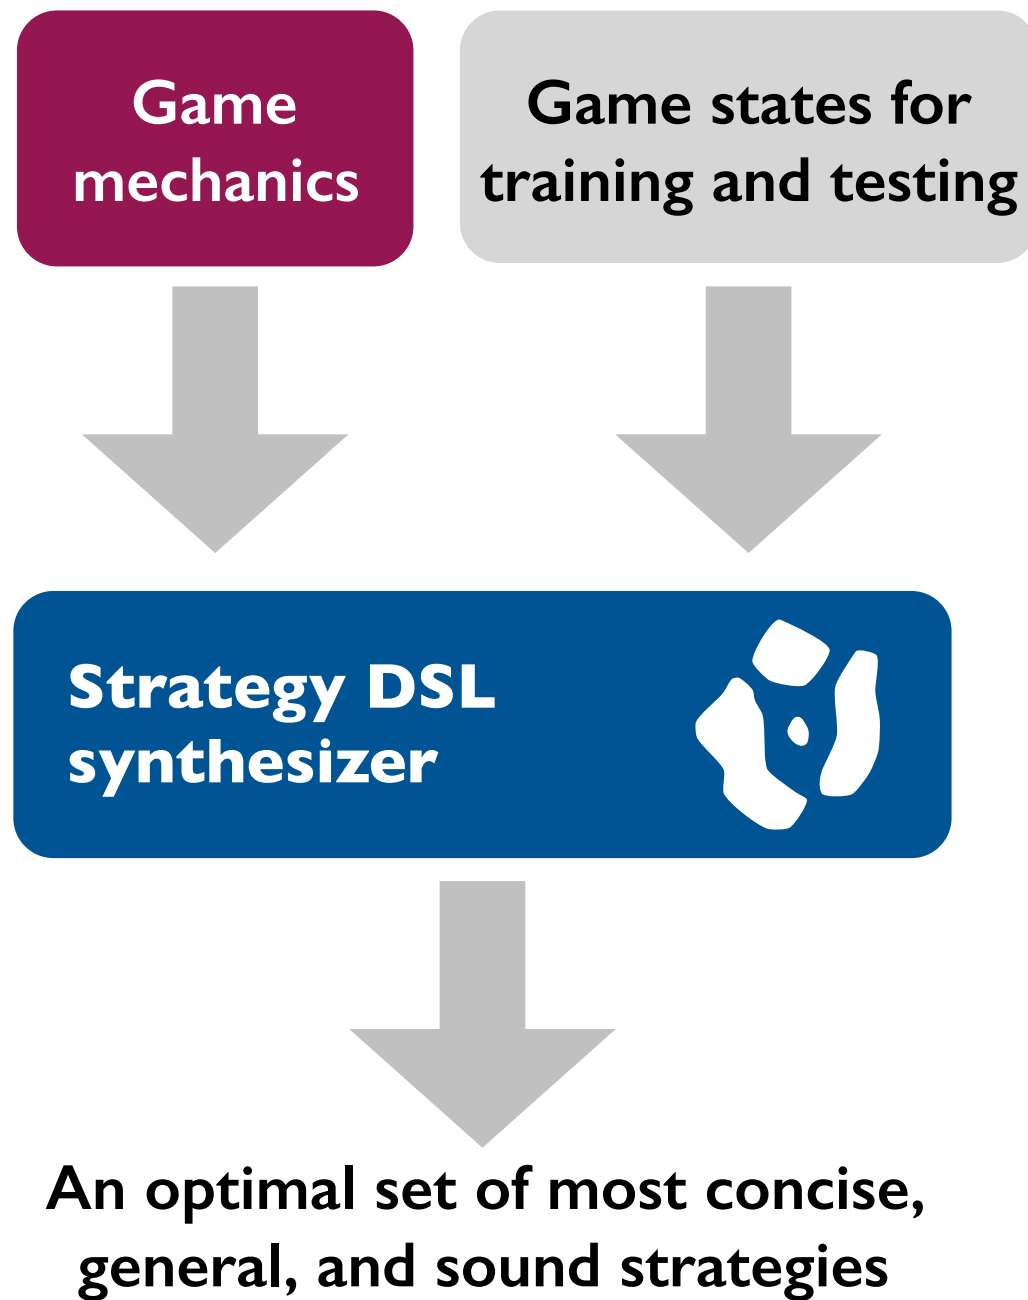 Game
mechanics
Game states for
training and testing
Strategy DSL
synthesizer
An optimal set of most concise,
general, and sound strategies